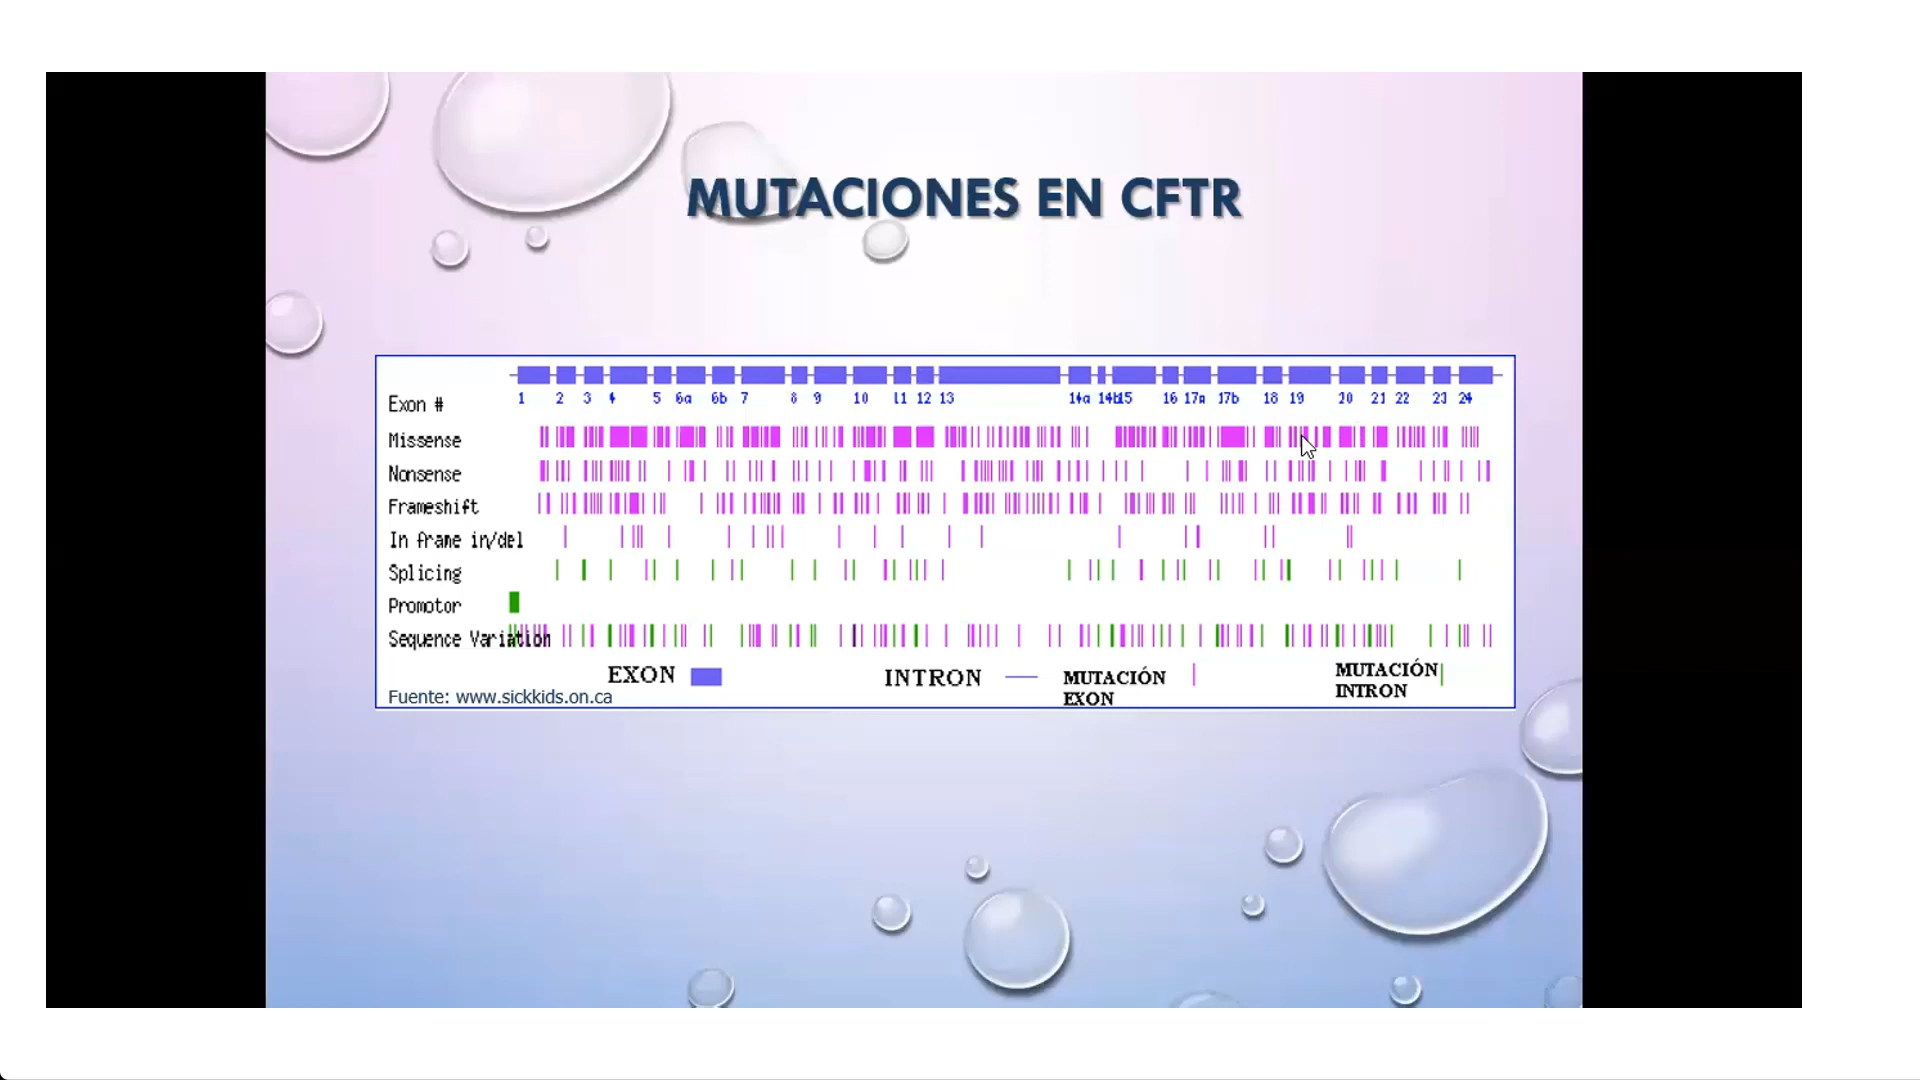 MUTACIONES EN CFTR
Exon # 1 2 3 4 5 6a 6b 7 8 9 10 11 12 13 14a 14b 15 16 17a 17b 18 19 20 21 22 23 24
Missense
Nonsense
Frameshift
In frame in/del
Splicing
Promotor
Sequence Variation
EXON INTRON MUTACIÓN EXON MUTACIÓN INTRON
Fuente: www.sickkids.on.ca